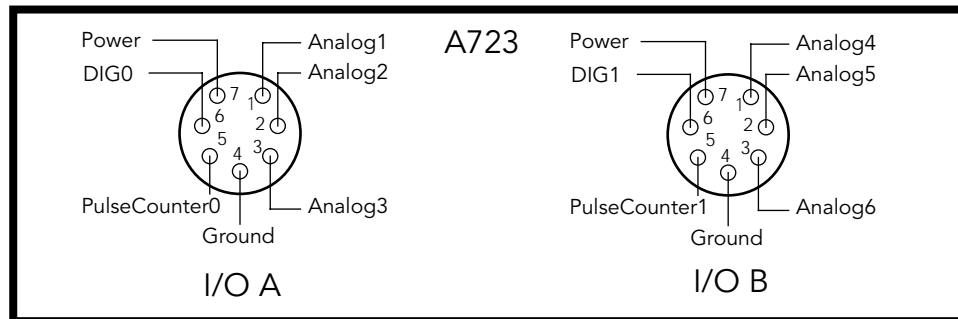 A723
Power
Analog1
DIG0
Analog2
7
1
6
2
5
3
4
PulseCounter0
Analog3
Ground
I/O A
Power
Analog4
DIG1
Analog5
7
1
6
2
5
3
4
PulseCounter1
Analog6
Ground
I/O B